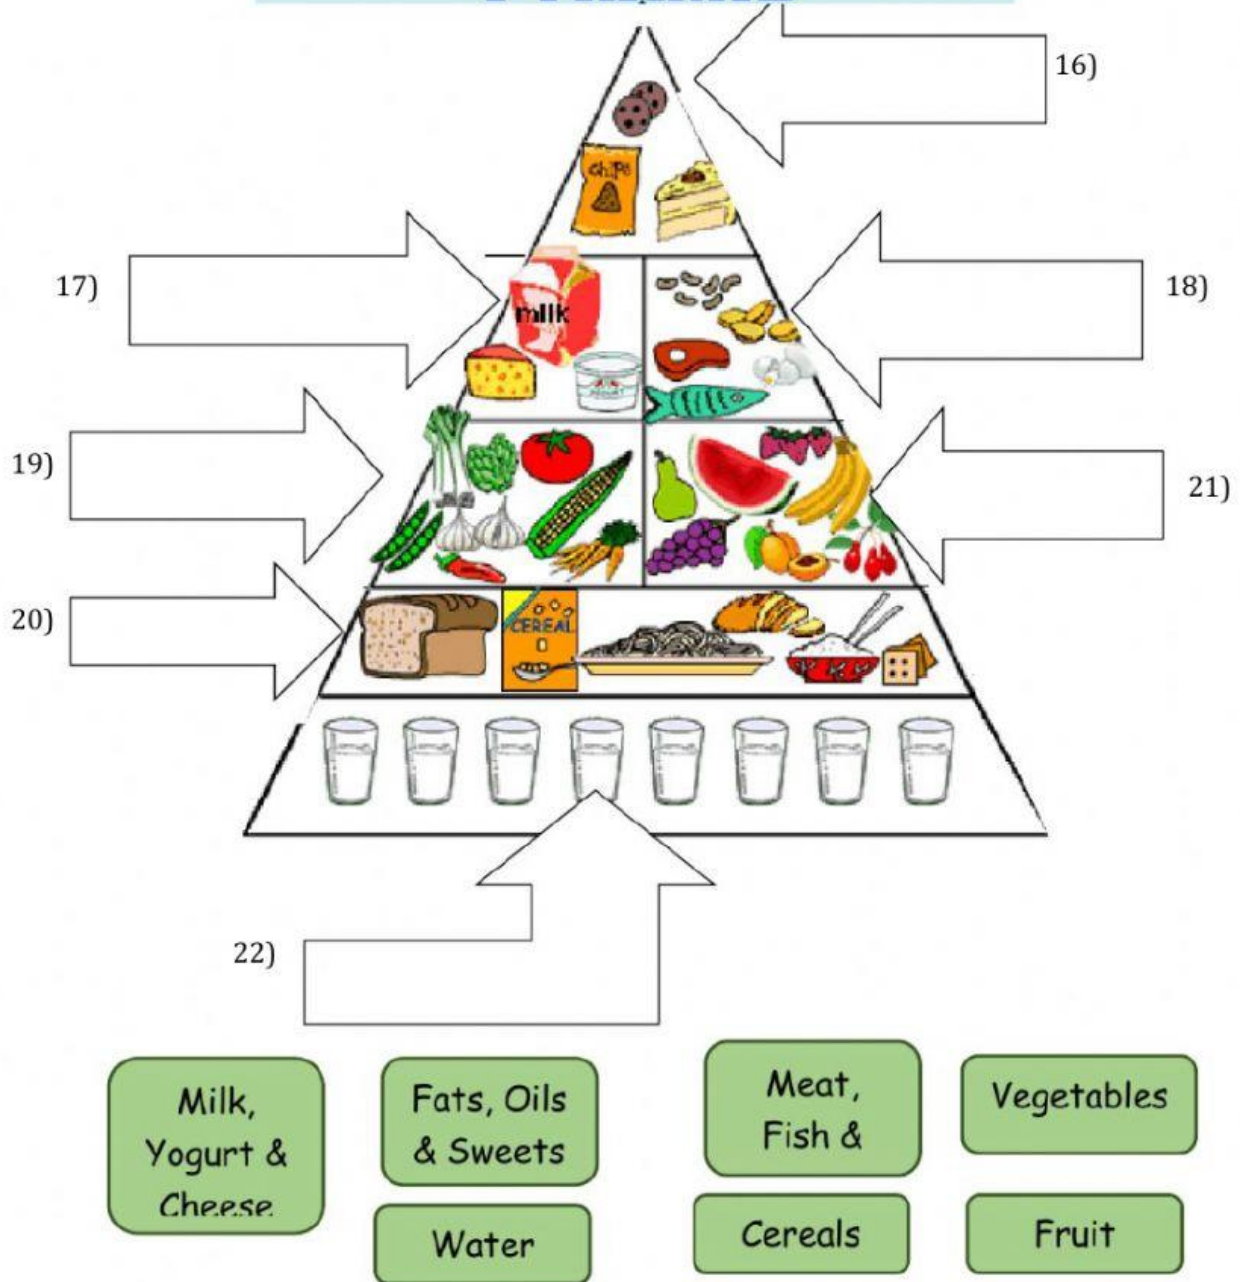 16)
chips
17)
18)
milk
YOGURT
19)
21)
20)
CEREAL
22)
Milk,
Yogurt &
Cheese
Fats, Oils
& Sweets
Meat,
Fish &
Vegetables
Water
Cereals
Fruit